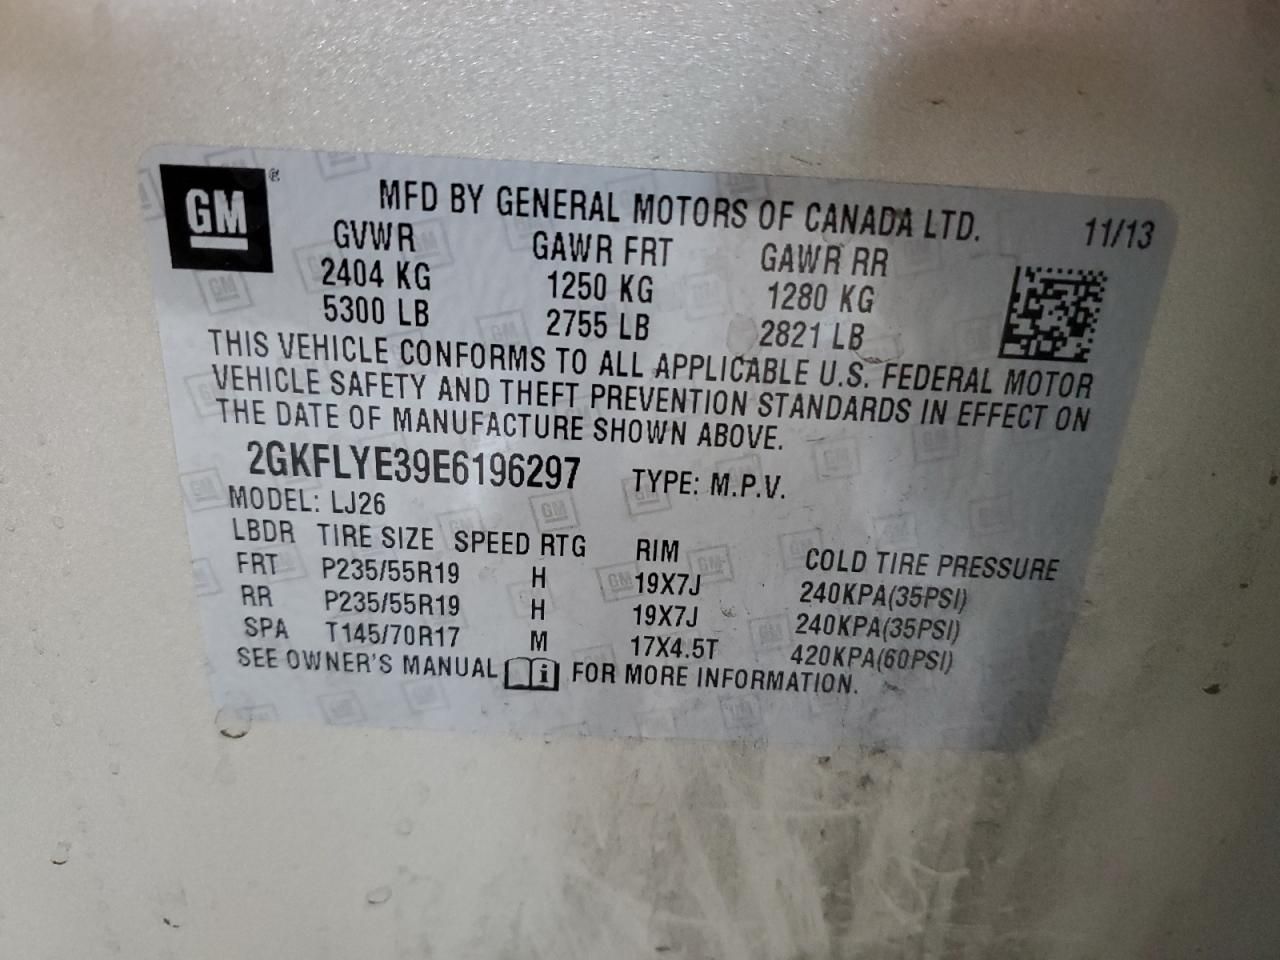 GM®
MFD BY GENERAL MOTORS OF CANADA LTD. 11/13
GVWR GAWR FRT GAWR RR
2404 KG 1250 KG 1280 KG
5300 LB 2755 LB 2821 LB
THIS VEHICLE CONFORMS TO ALL APPLICABLE U.S. FEDERAL MOTOR
VEHICLE SAFETY AND THEFT PREVENTION STANDARDS IN EFFECT ON
THE DATE OF MANUFACTURE SHOWN ABOVE.
2GKFLYE39E6196297 TYPE: M.P.V.
MODEL: LJ26
LBDR TIRE SIZE SPEED RTG RIM COLD TIRE PRESSURE
FRT P235/55R19 H 19X7J 240KPA(35PSI)
RR P235/55R19 H 19X7J 240KPA(35PSI)
SPA T145/70R17 M 17X4.5T 420KPA(60PSI)
SEE OWNER'S MANUAL i FOR MORE INFORMATION.